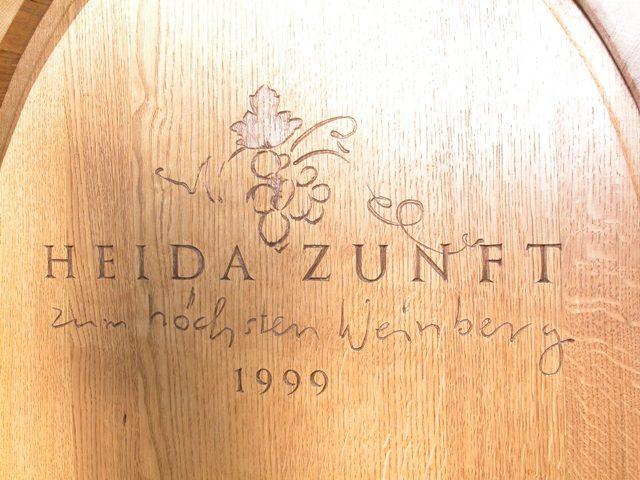 HEIDA ZUNFT
zum höchsten Weinberg
1999